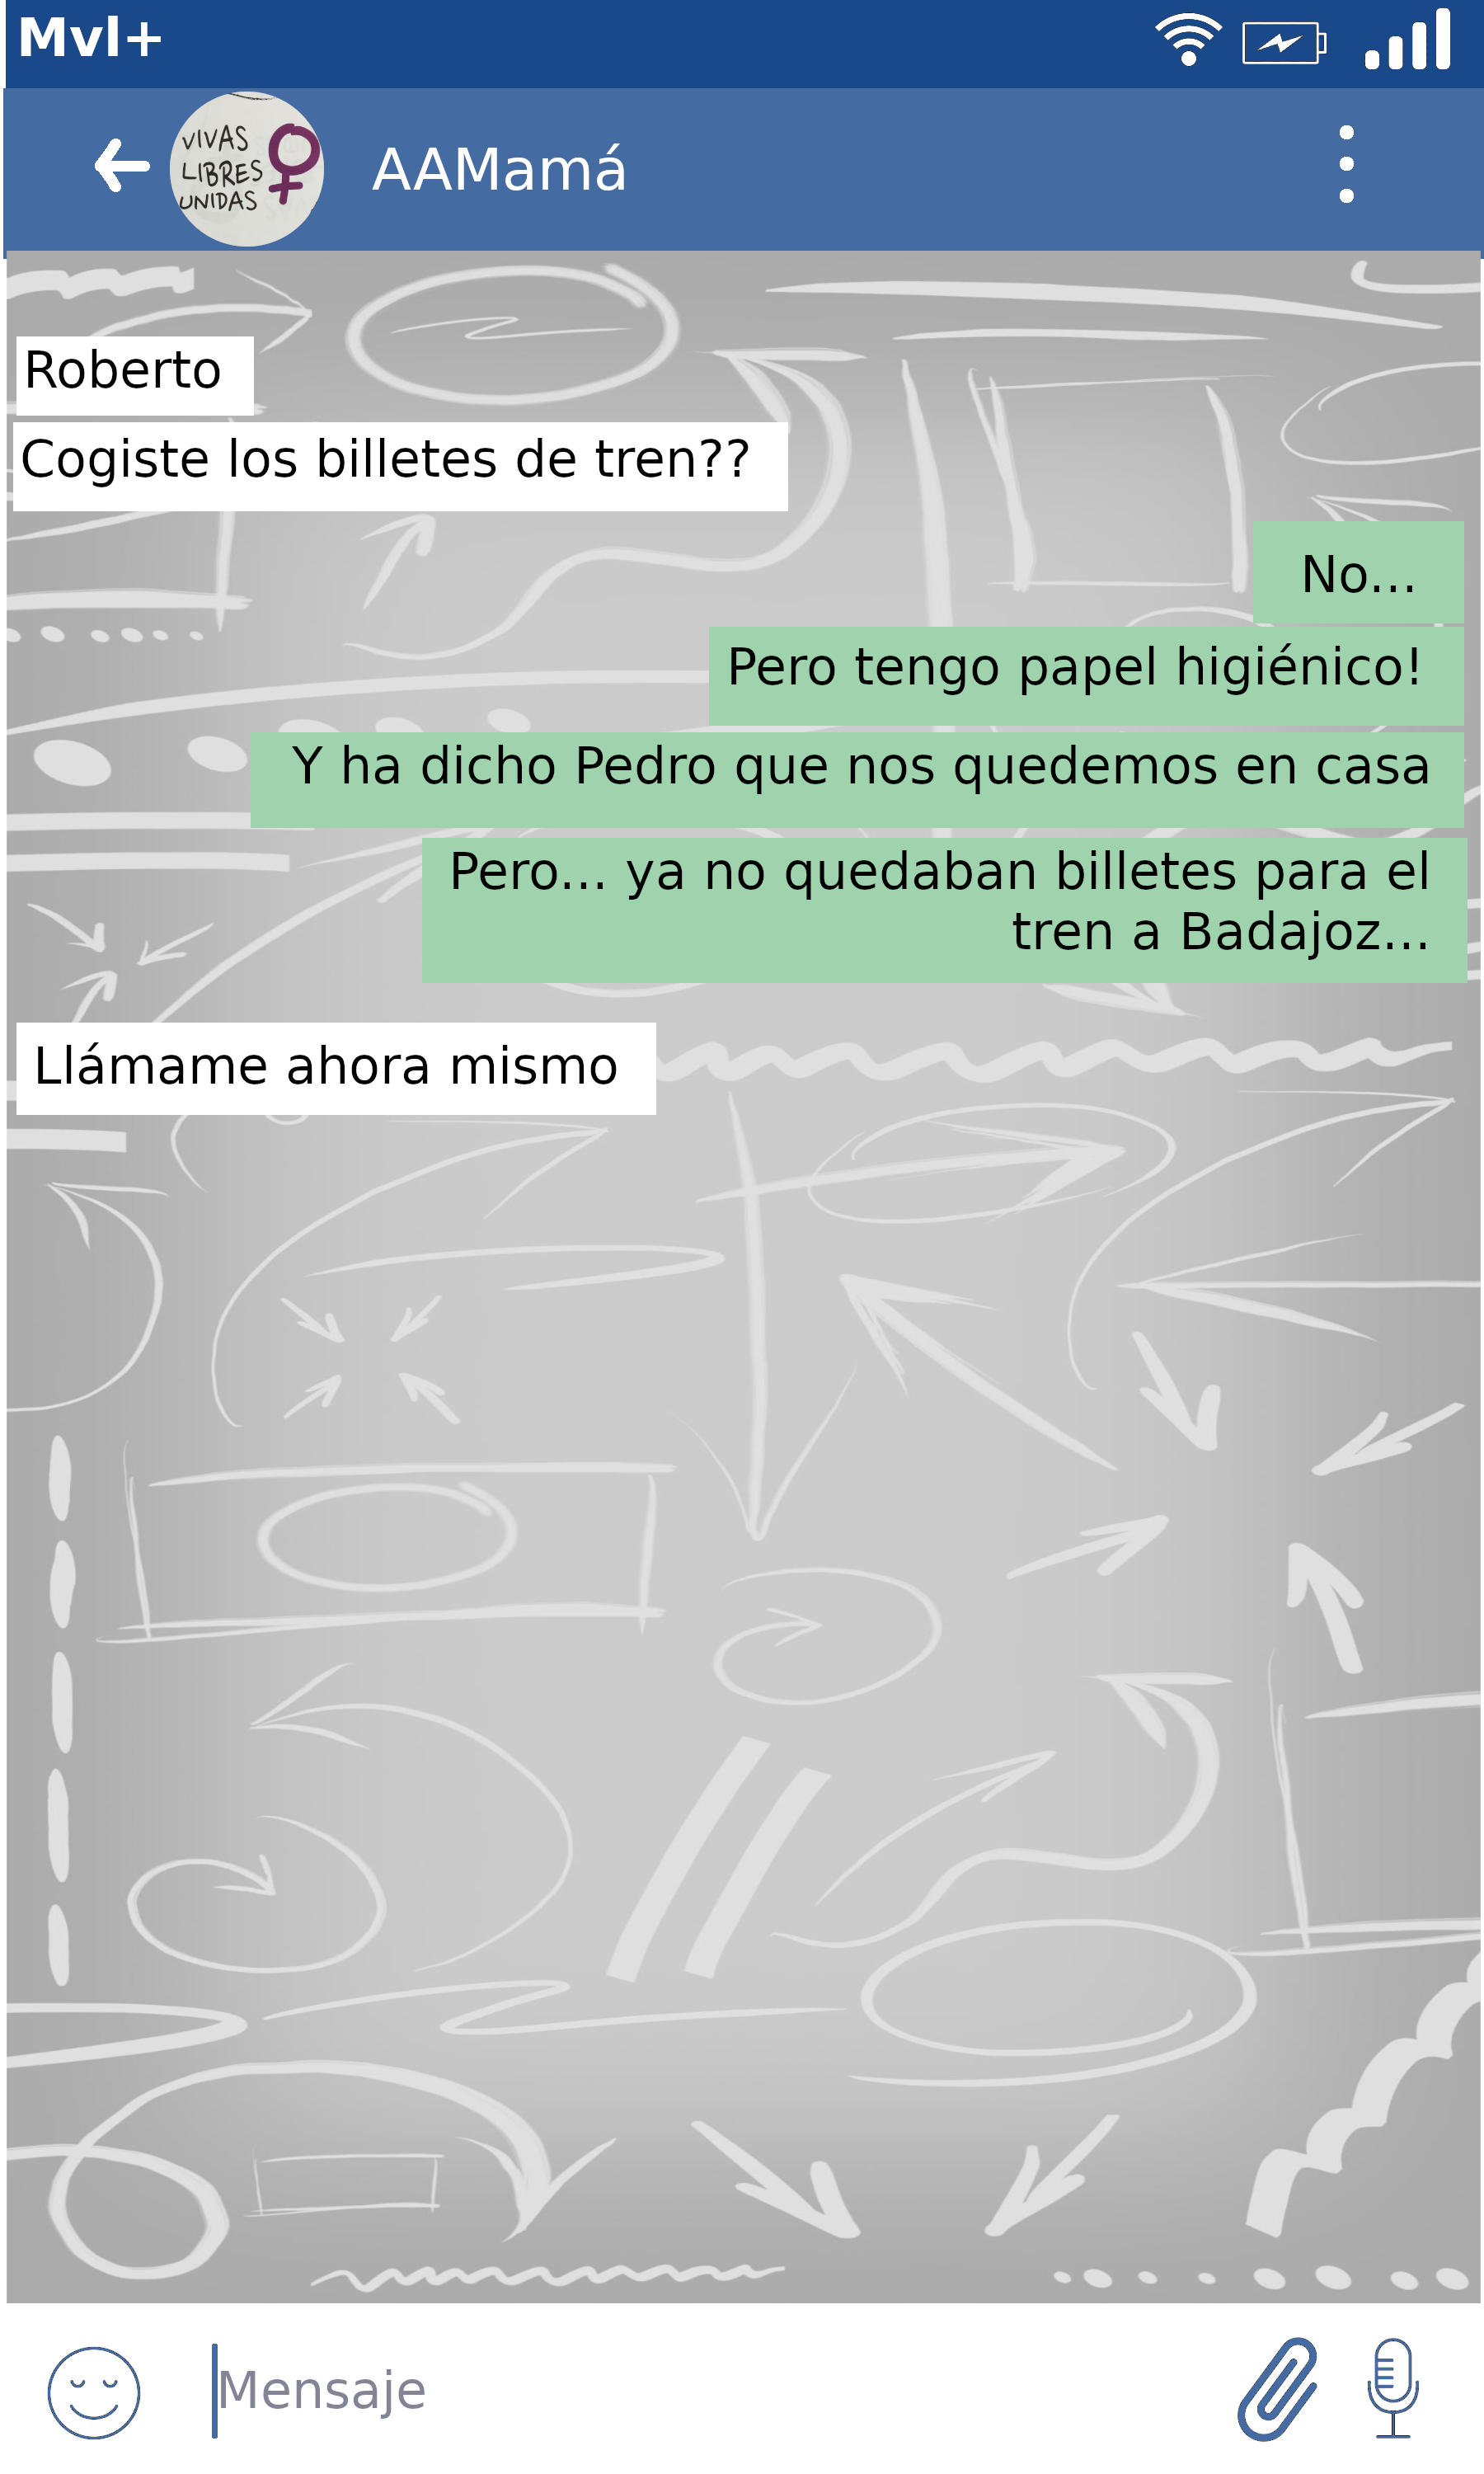 Mvl+
VIVAS
LIBRES
UNIDAS
AAMamá
Roberto
Cogiste los billetes de tren??
No...
Pero tengo papel higiénico!
Y ha dicho Pedro que nos quedemos en casa
Pero... ya no quedaban billetes para el
tren a Badajoz...
Llámame ahora mismo
Mensaje